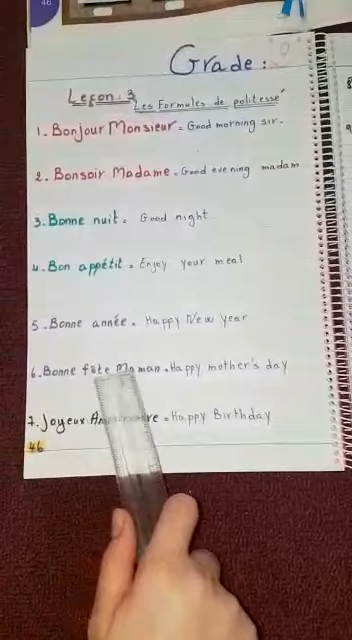 46
Grade:
Leçon: 3 Les Formules de politesse
1. Bonjour Monsieur = Good morning sir.
2. Bonsoir Madame = Good evening madam
3. Bonne nuit = Good night
4. Bon appétit = Enjoy your meal
5. Bonne année = Happy New year
6. Bonne fête Maman = Happy mother's day
7. Joyeux Anniversaire = Happy Birthday
46